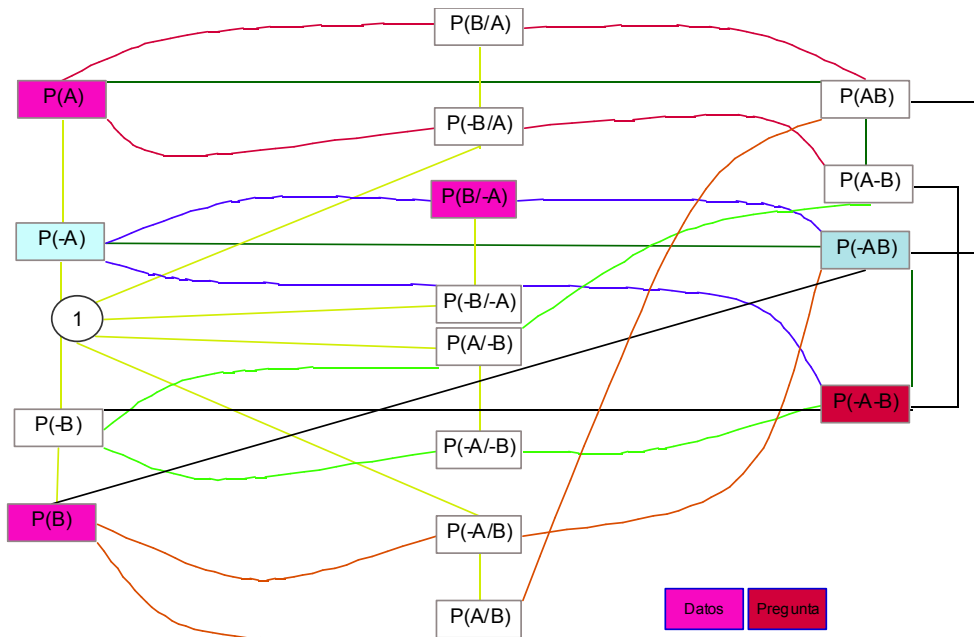 P(B/A)
P(A)
P(AB)
P(-B/A)
P(A-B)
P(B/-A)
P(-A)
P(-AB)
P(-B/-A)
1
P(A/-B)
P(-A-B)
P(-B)
P(-A/-B)
P(B)
P(-A/B)
P(A/B)
Datos
Pregunta